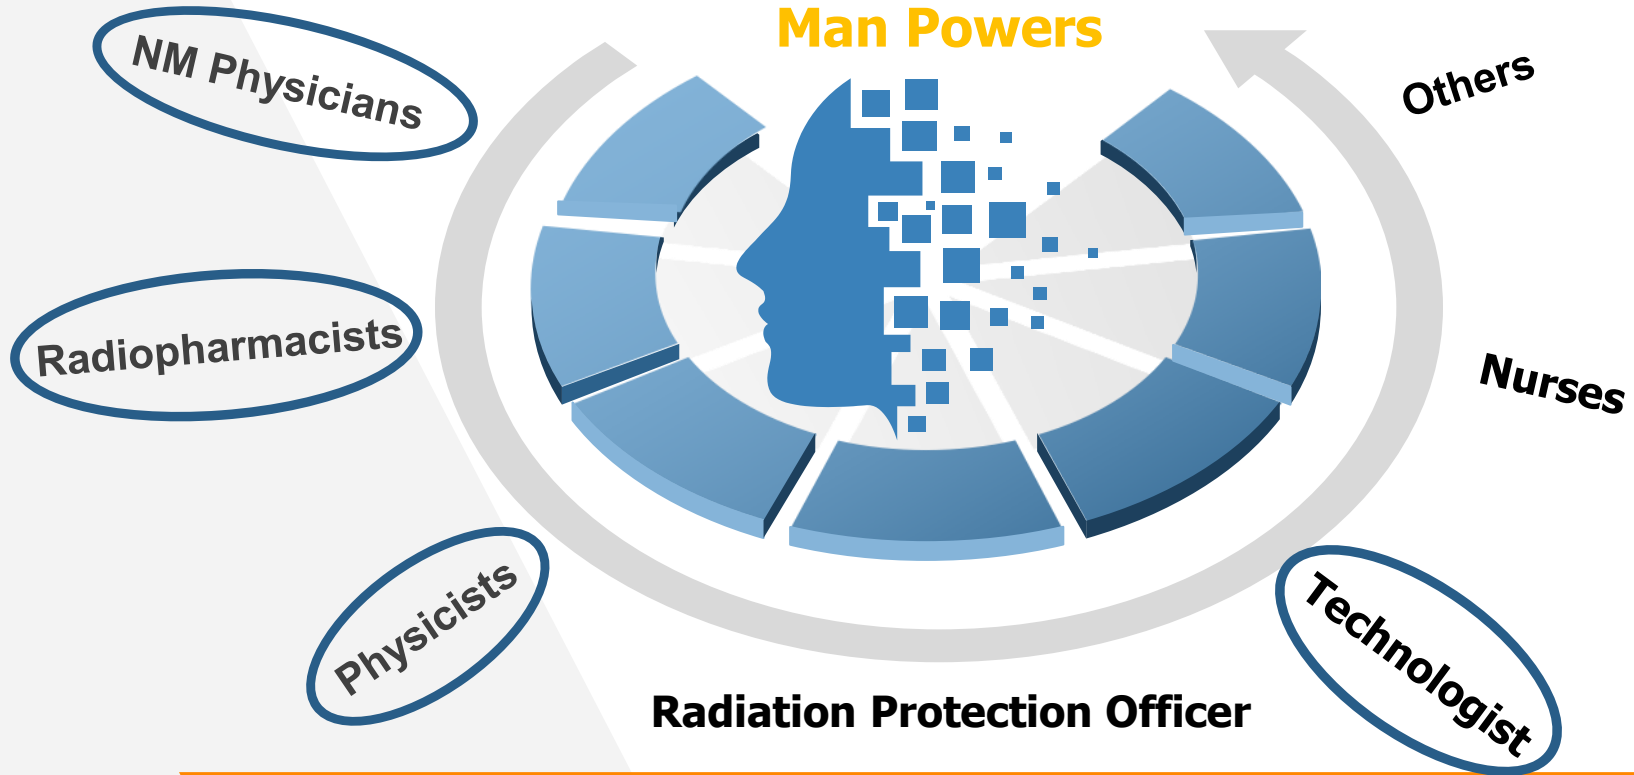 Man Powers
NM Physicians
Radiopharmacists
Physicists
Radiation Protection Officer
Technologist
Nurses
Others